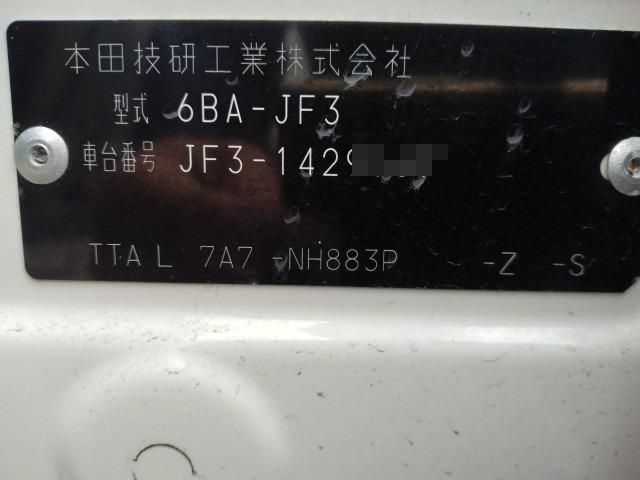 本田技研工業株式会社
型式 6BA-JF3
車台番号 JF3-1429
TTA L 7A7 -NH883P -Z -S